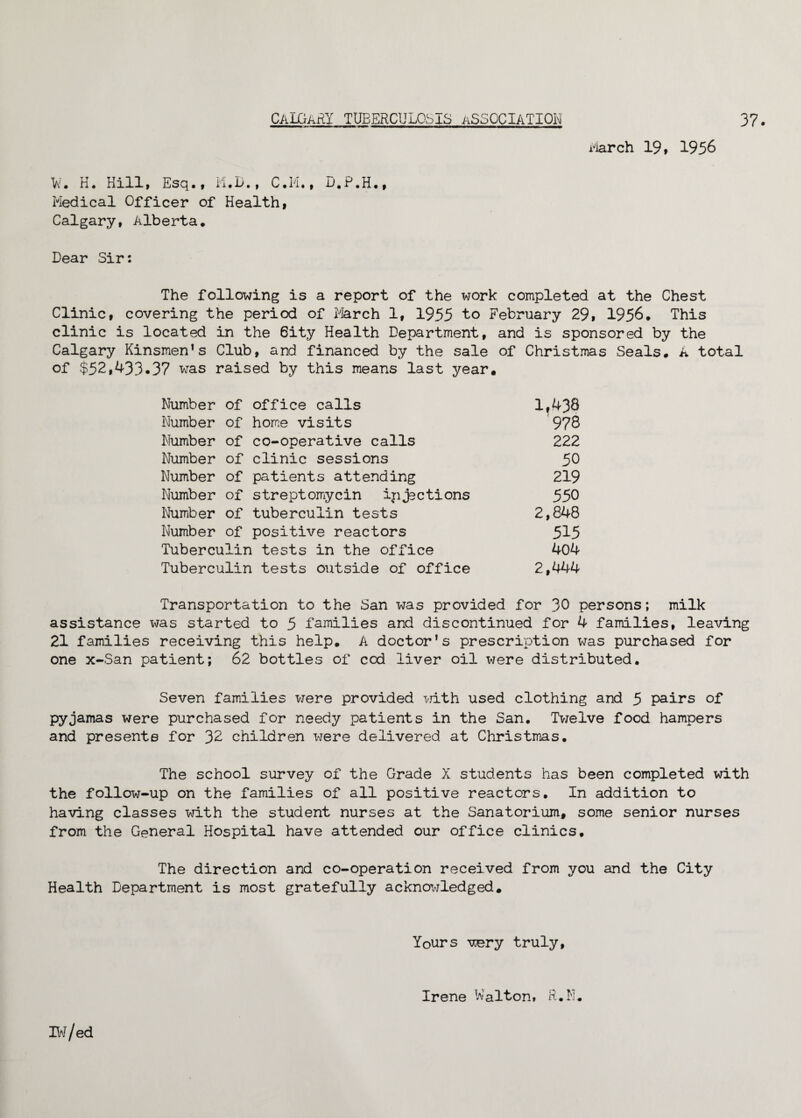 CALGARY TUBERCULOSIS ASSOCIATION 37.
March 19, 1956
W. H. Hill, Esq., M.D., C.M., D.P.H.,
Medical Officer of Health,
Calgary, Alberta.
Dear Sir:
The following is a report of the work completed at the Chest
Clinic, covering the period of March 1, 1955 to February 29, 1956. This
clinic is located in the 6ity Health Department, and is sponsored by the
Calgary Kinsmen's Club, and financed by the sale of Christmas Seals. A total
of $52,433.37 was raised by this means last year.
Number of office calls 1,438
Number of home visits 978
Number of co-operative calls 222
Number of clinic sessions 50
Number of patients attending 219
Number of streptomycin injections 550
Number of tuberculin tests 2,848
Number of positive reactors 515
Tuberculin tests in the office 404
Tuberculin tests outside of office 2,444
Transportation to the San was provided for 30 persons; milk
assistance was started to 5 families and discontinued for 4 families, leaving
21 families receiving this help. A doctor's prescription was purchased for
one x-San patient; 62 bottles of cod liver oil were distributed.
Seven families were provided with used clothing and 5 pairs of
pyjamas were purchased for needy patients in the San. Twelve food hampers
and presents for 32 children were delivered at Christmas.
The school survey of the Grade X students has been completed with
the follow-up on the families of all positive reactors. In addition to
having classes with the student nurses at the Sanatorium, some senior nurses
from the General Hospital have attended our office clinics.
The direction and co-operation received from you and the City
Health Department is most gratefully acknowledged.
Yours very truly,
Irene Walton, R.N.
IW/ed